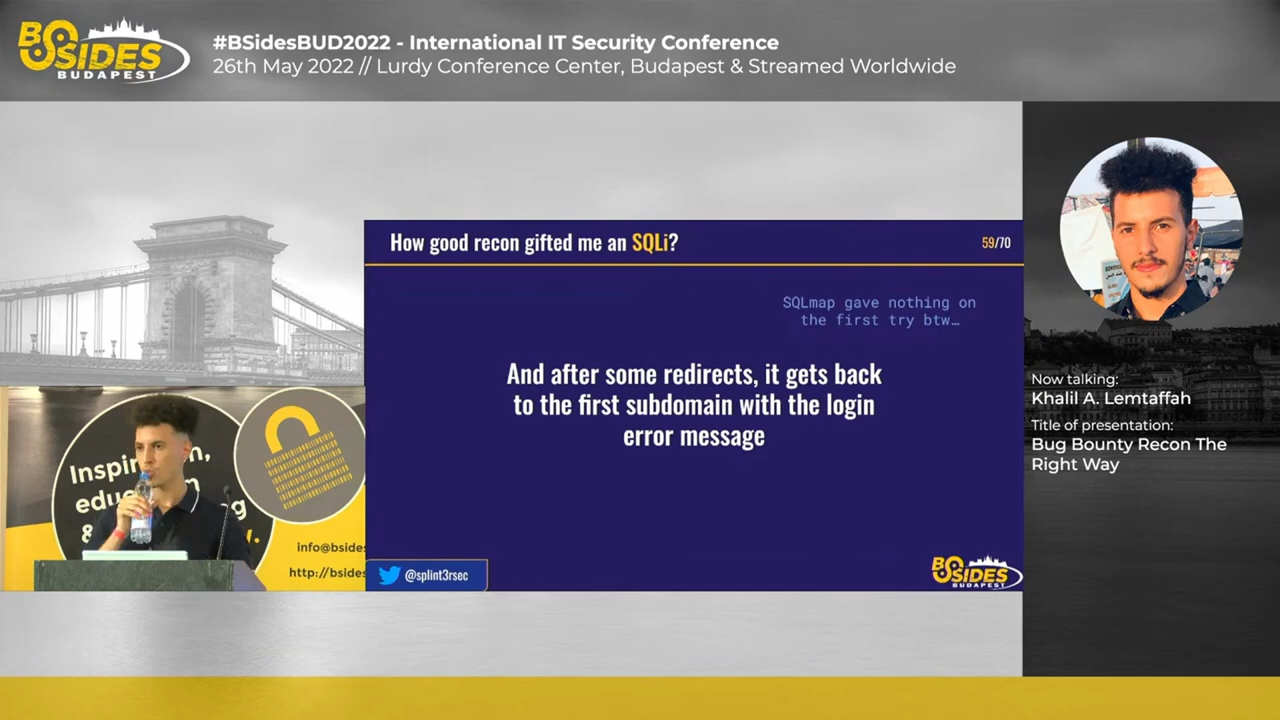 BSIDES
BUDAPEST
#BSidesBUD2022 - International IT Security Conference
26th May 2022 // Lurdy Conference Center, Budapest & Streamed Worldwide
How good recon gifted me an SQLi?
59/70
SQLmap gave nothing on
the first try btw…
And after some redirects, it gets back
to the first subdomain with the login
error message
@splint3rsec
BSIDES
BUDAPEST
Now talking:
Khalil A. Lemtaffah
Title of presentation:
Bug Bounty Recon The
Right Way
info@bsides
http://bsides